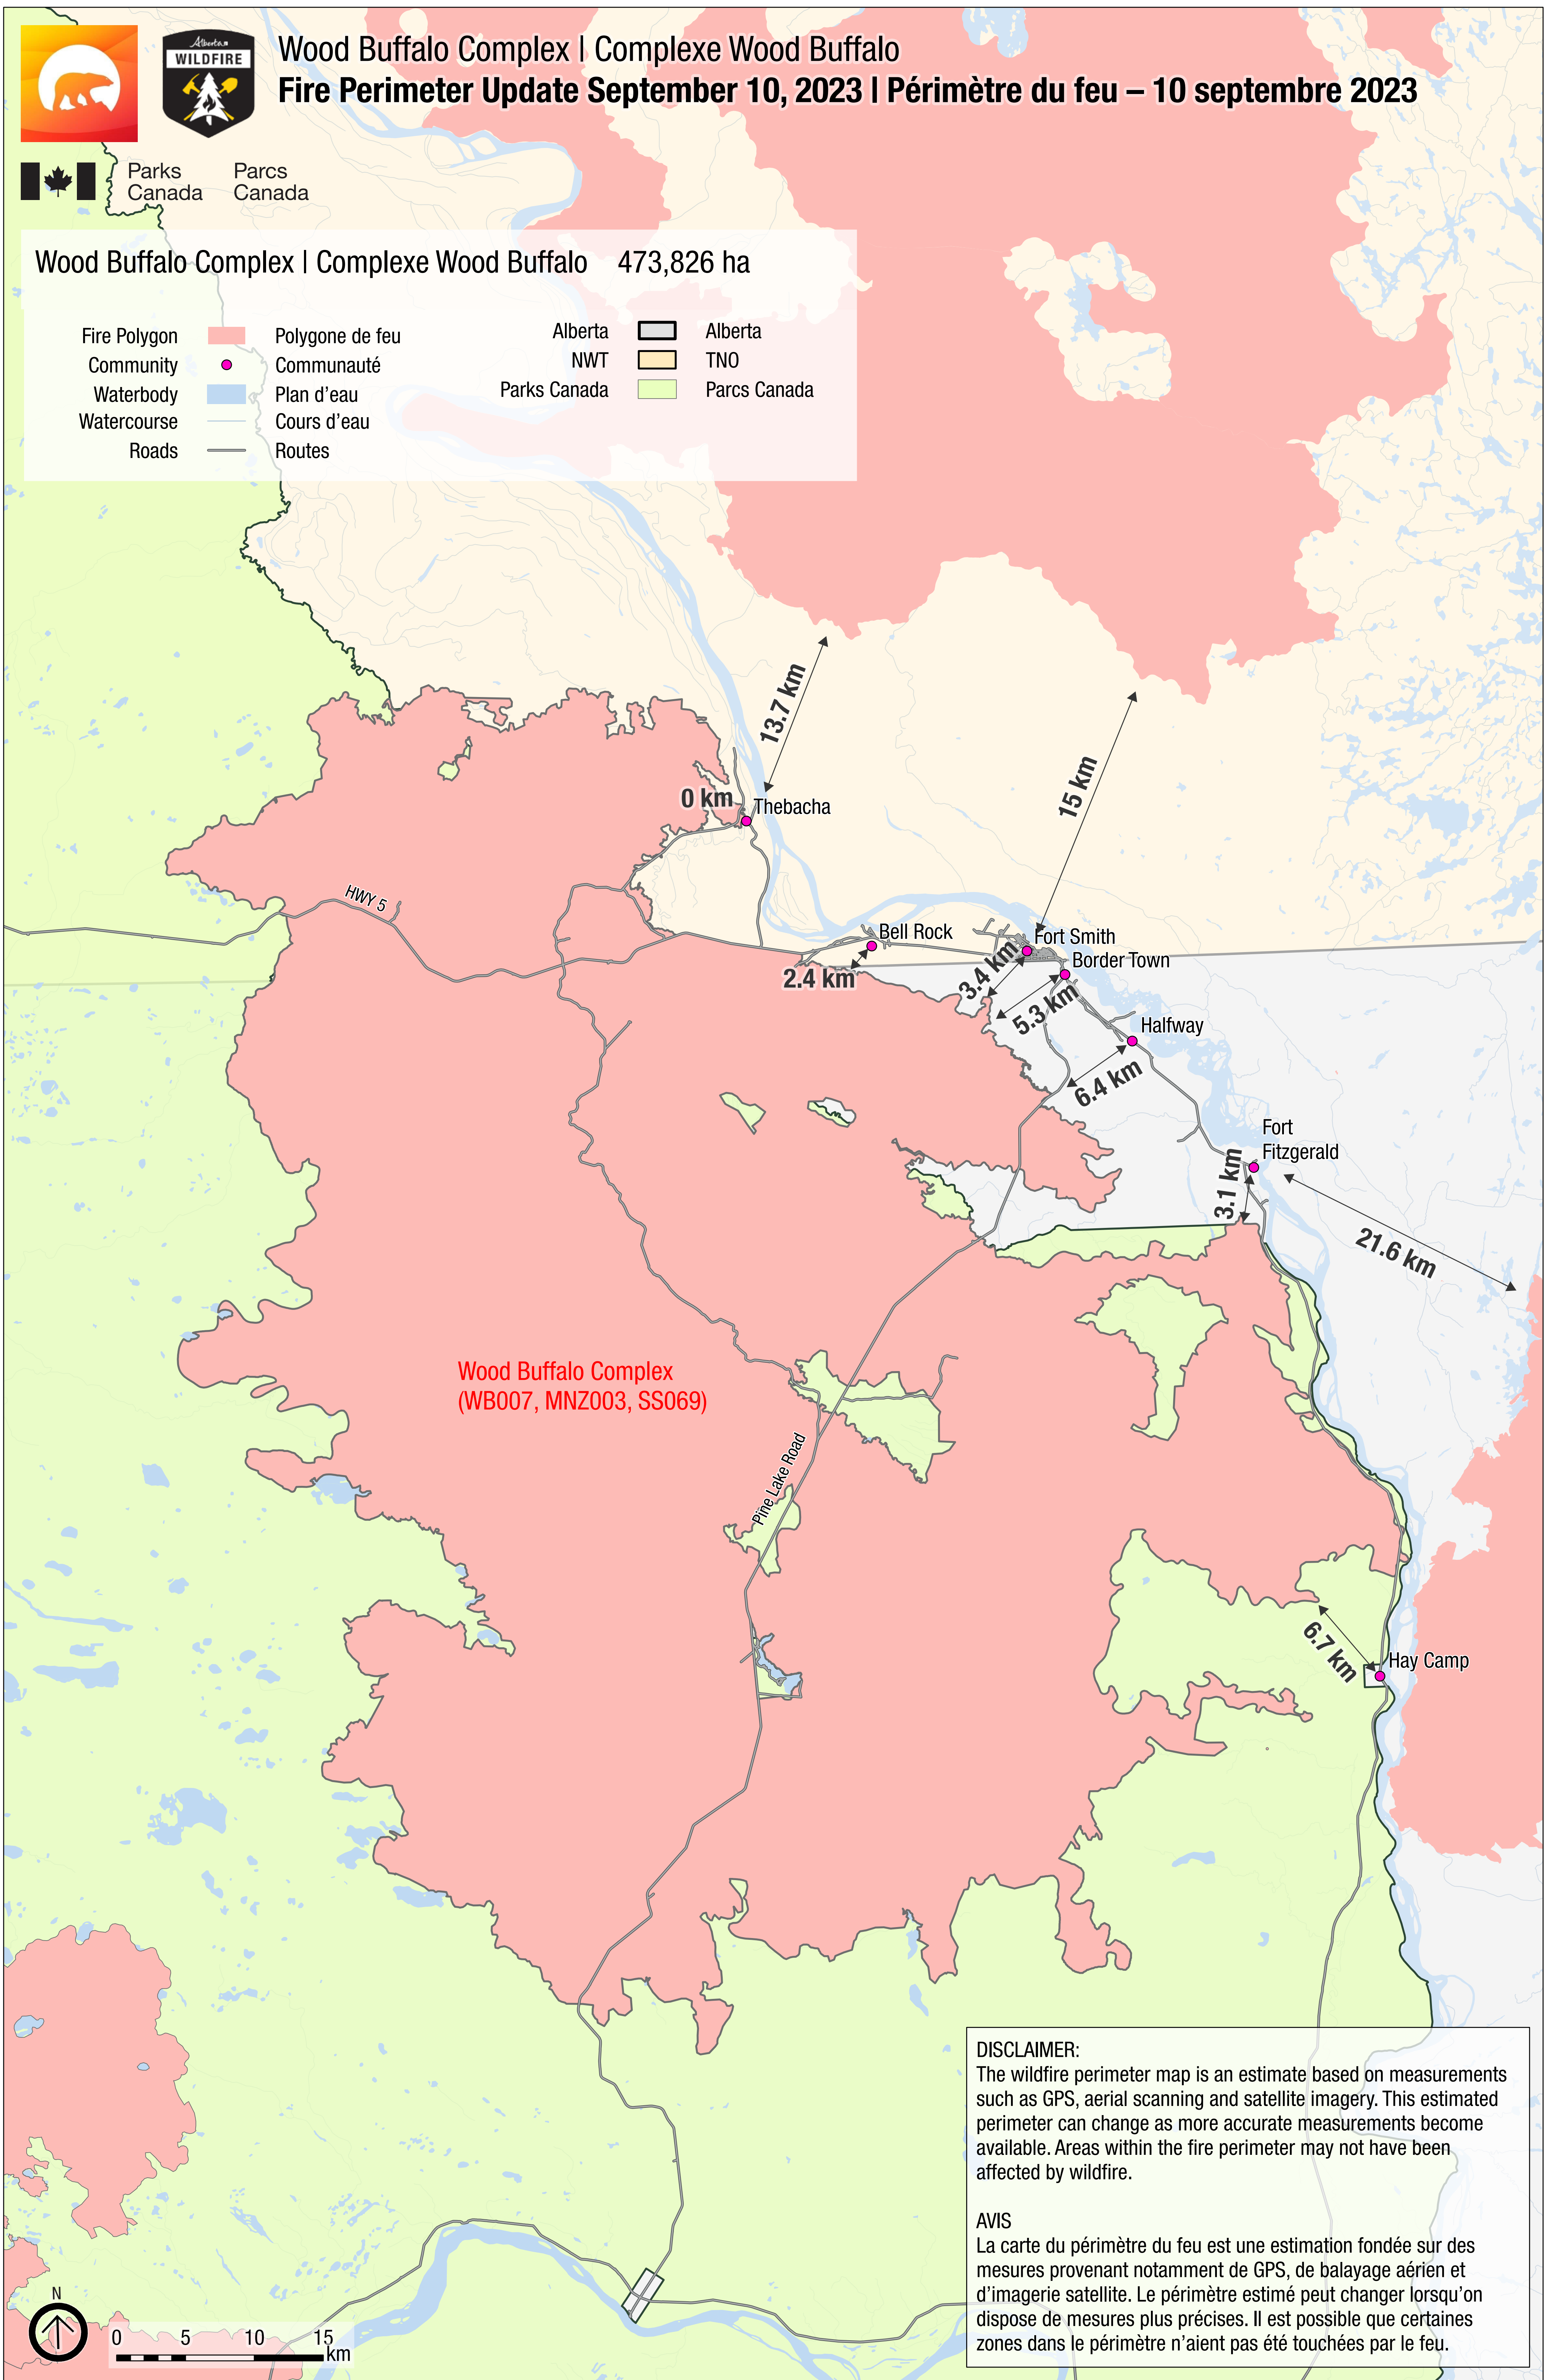 Alberta
WILDFIRE
Wood Buffalo Complex | Complexe Wood Buffalo
Fire Perimeter Update September 10, 2023 | Périmètre du feu – 10 septembre 2023
Parks Parcs
Canada Canada
Wood Buffalo Complex | Complexe Wood Buffalo 473,826 ha
Fire Polygon Polygone de feu
Community Communauté
Waterbody Plan d'eau
Watercourse Cours d'eau
Roads Routes
Alberta Alberta
NWT TNO
Parks Canada Parcs Canada
13.7 km
15 km
0 km
Thebacha
HWY 5
Bell Rock
2.4 km
Fort Smith
3.4 km
Border Town
5.3 km
Halfway
6.4 km
Fort
Fitzgerald
3.1 km
21.6 km
Wood Buffalo Complex
(WB007, MNZ003, SS069)
Pine Lake Road
6.7 km
Hay Camp
DISCLAIMER:
The wildfire perimeter map is an estimate based on measurements
such as GPS, aerial scanning and satellite imagery. This estimated
perimeter can change as more accurate measurements become
available. Areas within the fire perimeter may not have been
affected by wildfire.
AVIS
La carte du périmètre du feu est une estimation fondée sur des
mesures provenant notamment de GPS, de balayage aérien et
d'imagerie satellite. Le périmètre estimé peut changer lorsqu'on
dispose de mesures plus précises. Il est possible que certaines
zones dans le périmètre n'aient pas été touchées par le feu.
N
0 5 10 15
km